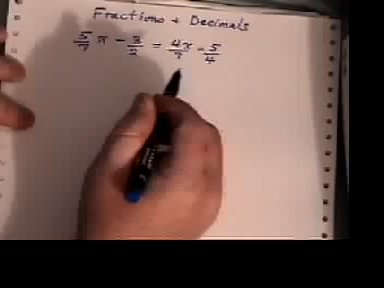 Fractions + Decimals
5/7 x - 3/2 = 4x/7 - 5/4